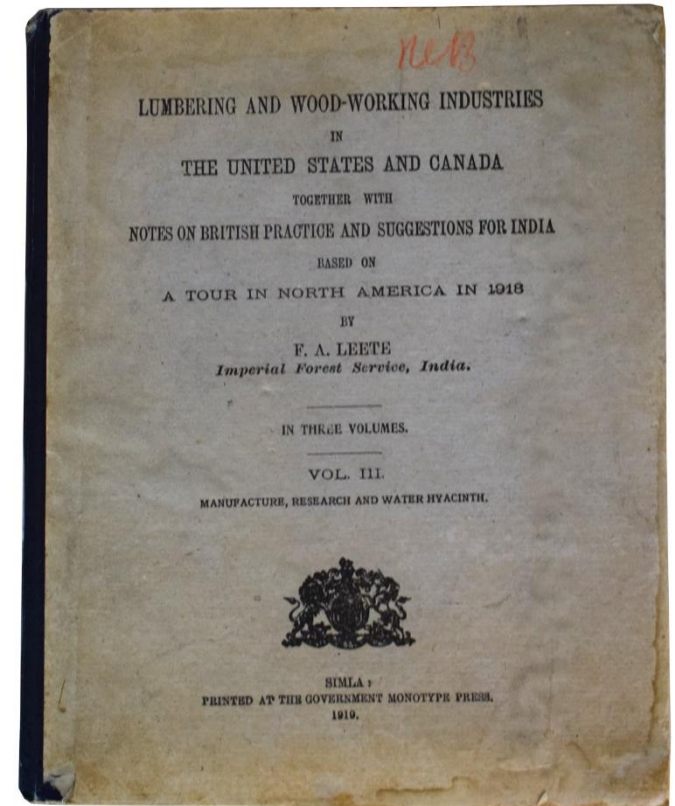 LUMBERING AND WOOD-WORKING INDUSTRIES
IN
THE UNITED STATES AND CANADA
TOGETHER WITH
NOTES ON BRITISH PRACTICE AND SUGGESTIONS FOR INDIA
BASED ON
A TOUR IN NORTH AMERICA IN 1918
BY
F. A. LEETE
Imperial Forest Service, India.
IN THREE VOLUMES.
VOL. III.
MANUFACTURE, RESEARCH AND WATER HYACINTH.
SIMLA:
PRINTED AT THE GOVERNMENT MONOTYPE PRESS.
1919.